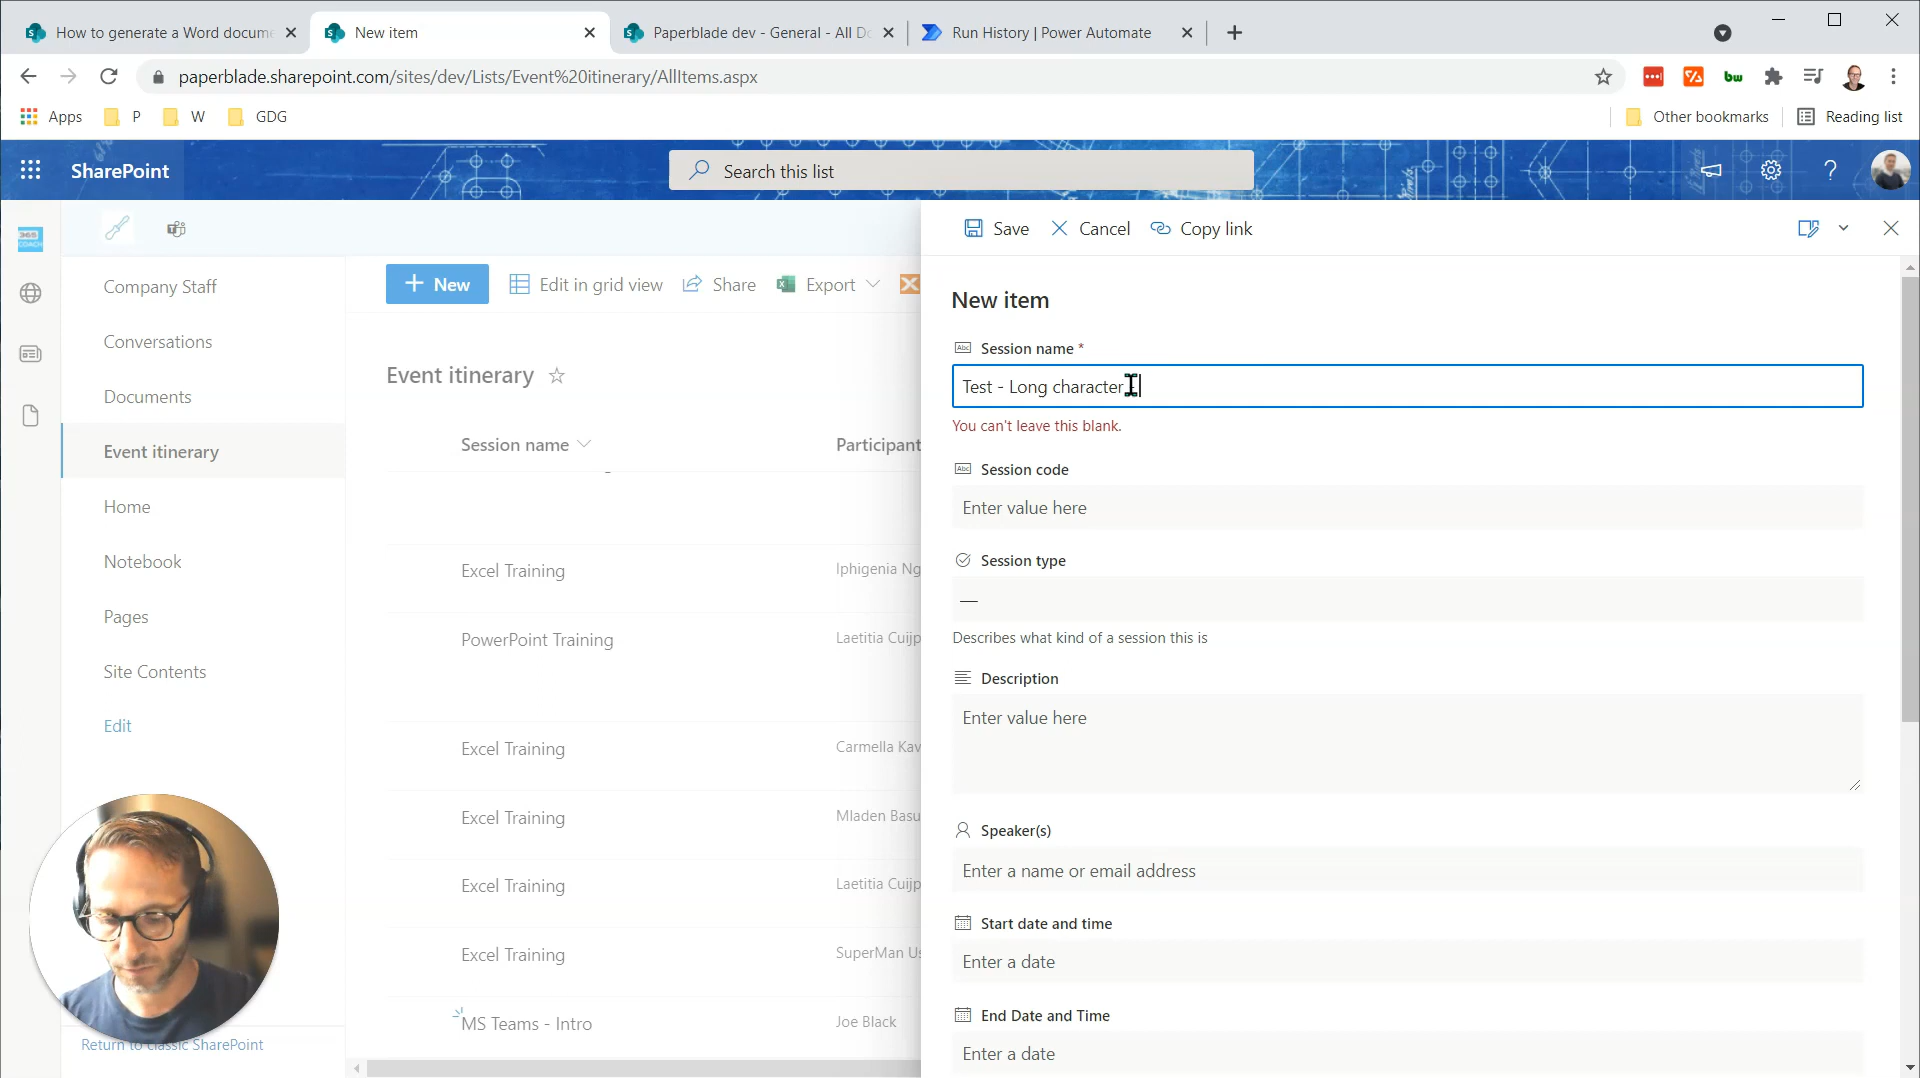 How to generate a Word docume
New item
Paperblade dev - General - All Do
Run History | Power Automate
paperblade.sharepoint.com/sites/dev/Lists/Event%20itinerary/AllItems.aspx
bw
Apps
P
W
GDG
Other bookmarks
Reading list
SharePoint
Search this list
365
COACH
Save
Cancel
Copy link
Company Staff
Conversations
Documents
Event itinerary
Home
Notebook
Pages
Site Contents
Edit
Return to classic SharePoint
New
Edit in grid view
Share
Export
Event itinerary
Session name
Participant
Excel Training
Iphigenia Ng
PowerPoint Training
Laetitia Cuijp
Excel Training
Carmella Kav
Excel Training
Mladen Basu
Excel Training
Laetitia Cuijp
Excel Training
SuperMan Us
MS Teams - Intro
Joe Black
New item
Session name *
Test - Long character
You can't leave this blank.
Session code
Enter value here
Session type
—
Describes what kind of a session this is
Description
Enter value here
Speaker(s)
Enter a name or email address
Start date and time
Enter a date
End Date and Time
Enter a date